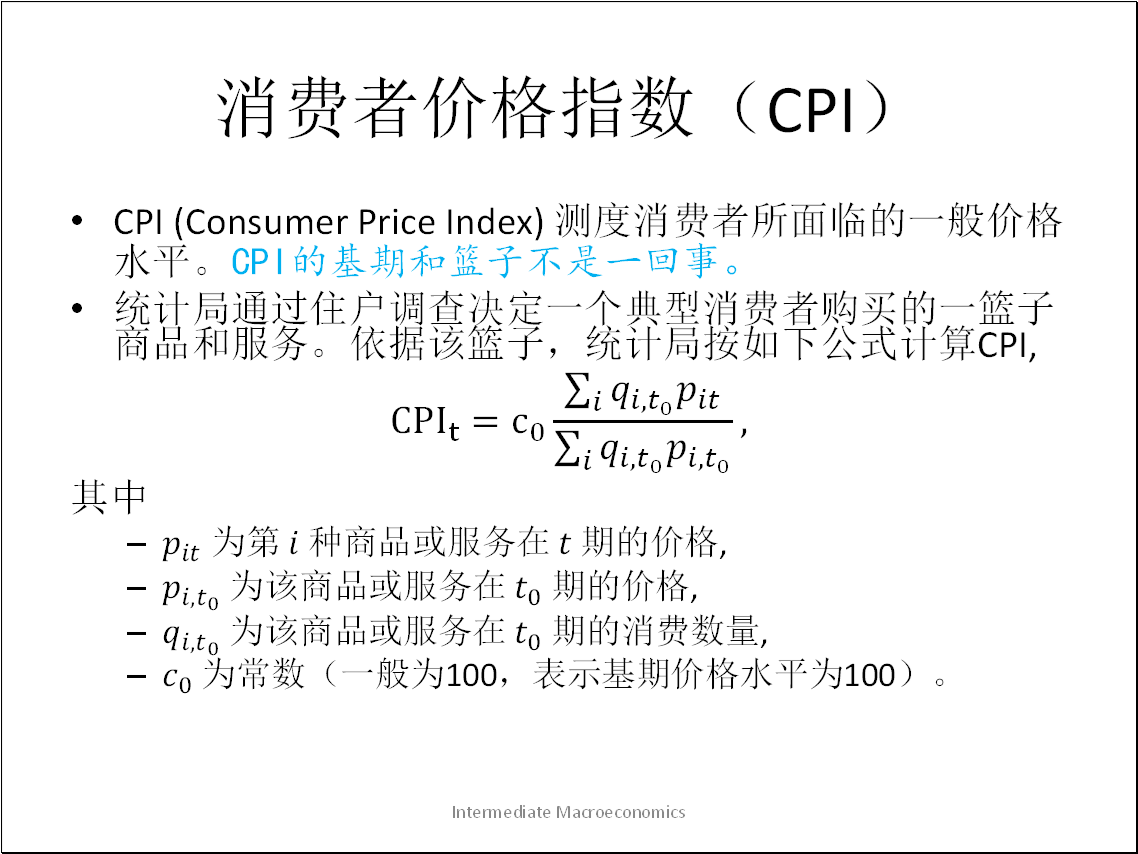 消费者价格指数（CPI）
• CPI (Consumer Price Index) 测度消费者所面临的一般价格
水平。CPI的基期和篮子不是一回事。
• 统计局通过住户调查决定一个典型消费者购买的一篮子
商品和服务。依据该篮子，统计局按如下公式计算CPI,
$\mathrm{CPI_t} = \mathrm{c_0} \frac{\sum_i q_{i,t_0} p_{it}}{\sum_i q_{i,t_0} p_{i,t_0}},$
其中
– $p_{it}$ 为第 $i$ 种商品或服务在 $t$ 期的价格,
– $p_{i,t_0}$ 为该商品或服务在 $t_0$ 期的价格,
– $q_{i,t_0}$ 为该商品或服务在 $t_0$ 期的消费数量,
– $c_0$ 为常数（一般为100，表示基期价格水平为100）。
Intermediate Macroeconomics